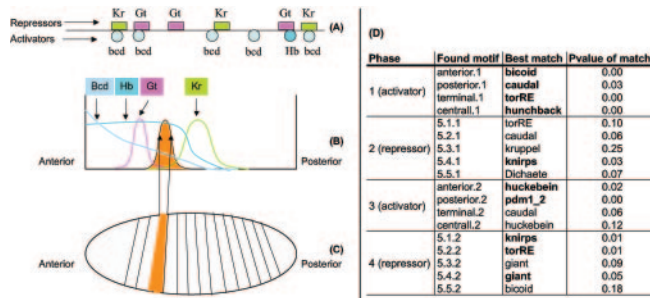 Kr Gt Gt Kr Gt Kr
Repressors
(A)
Activators
bcd bcd bcd bcd Hb bcd
Bcd Hb Gt Kr
(B)
Anterior Posterior
(C)
Anterior Posterior
(D)
Phase Found motif Best match Pvalue of match
1 (activator)
anterior.1 bicoid 0.00
posterior.1 caudal 0.03
terminal.1 torRE 0.00
centrall.1 hunchback 0.00
2 (repressor)
5.1.1 torRE 0.10
5.2.1 caudal 0.06
5.3.1 kruppel 0.25
5.4.1 knirps 0.03
5.5.1 Dichaete 0.07
3 (activator)
anterior.2 huckebein 0.02
posterior.2 pdm1_2 0.00
terminal.2 caudal 0.06
centrall.2 huckebein 0.12
4 (repressor)
5.1.2 knirps 0.01
5.2.2 torRE 0.01
5.3.2 giant 0.09
5.4.2 giant 0.05
5.5.2 bicoid 0.18